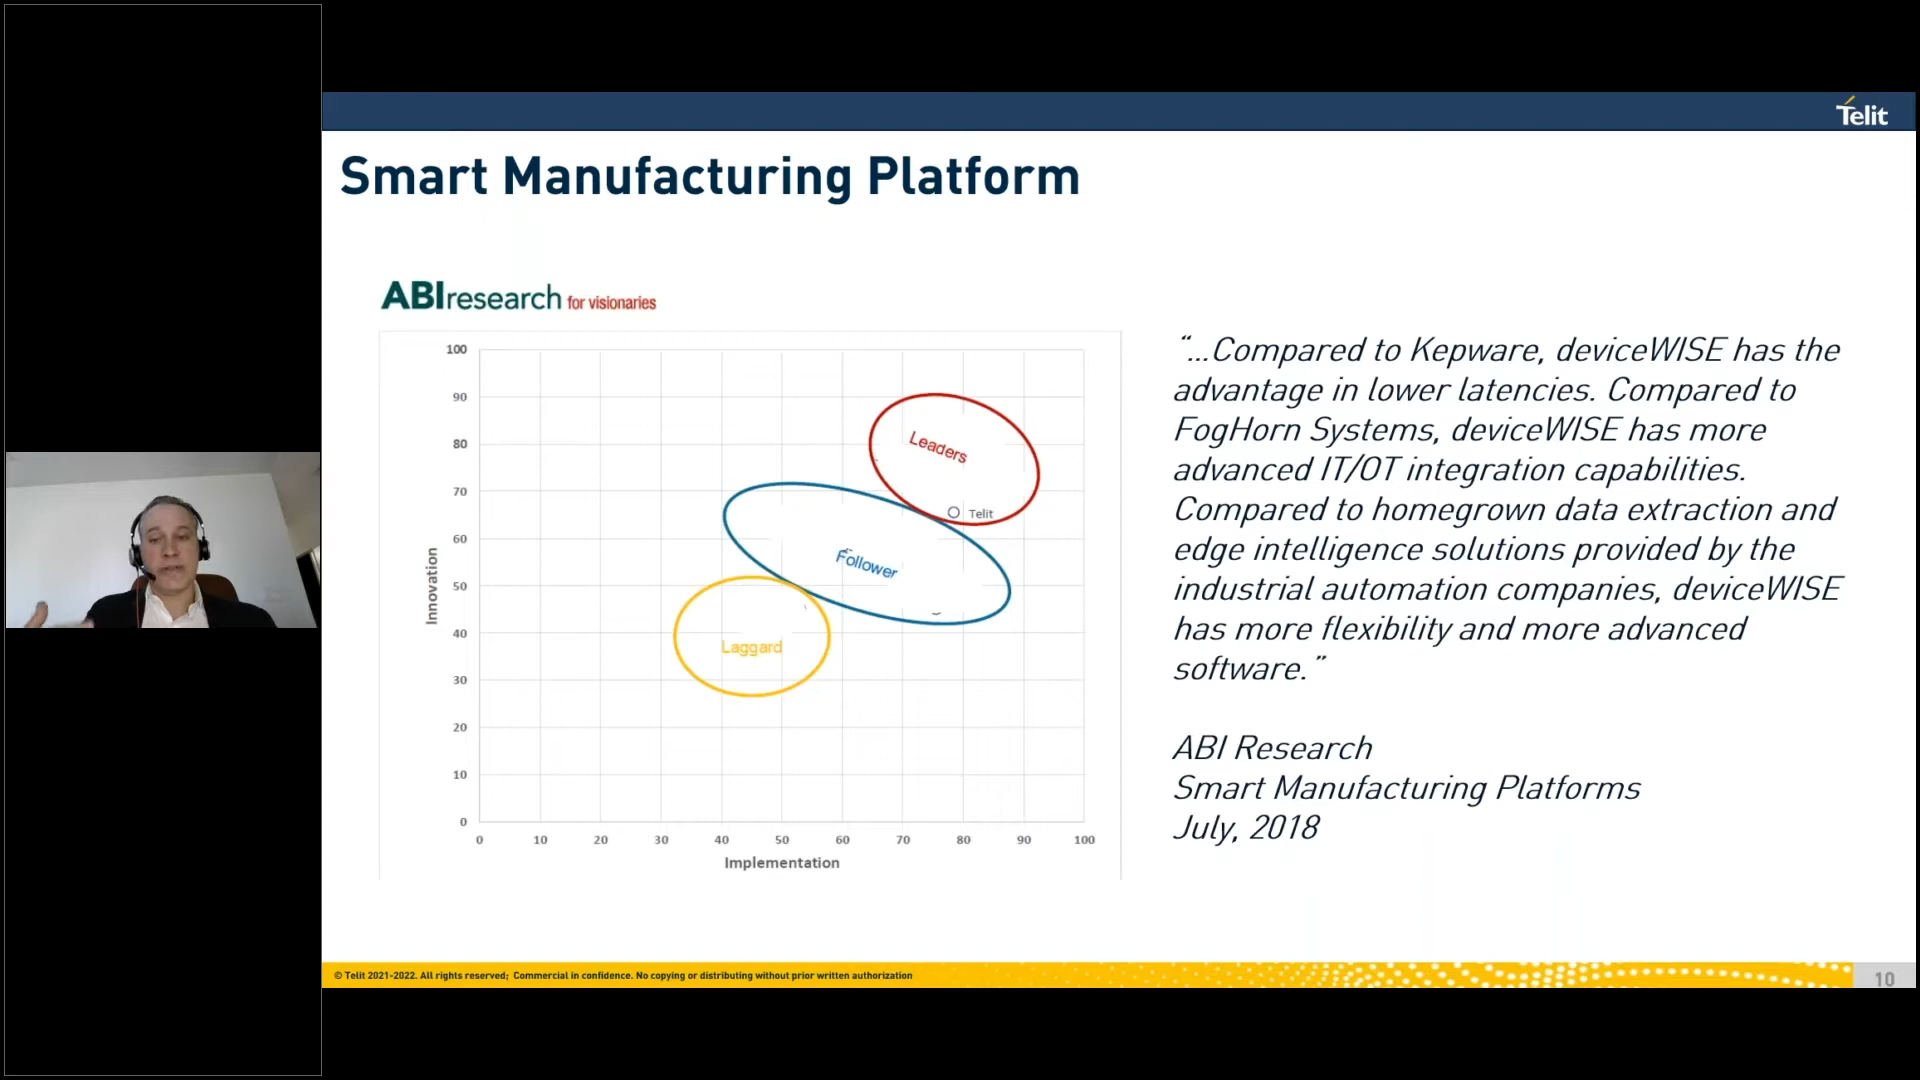 Telit
Smart Manufacturing Platform
ABIresearch for visionaries
100
90
80
70
60
50
40
30
20
10
0
Innovation
Leaders
Telit
Follower
Laggard
0 10 20 30 40 50 60 70 80 90 100
Implementation
“...Compared to Kepware, deviceWISE has the
advantage in lower latencies. Compared to
FogHorn Systems, deviceWISE has more
advanced IT/OT integration capabilities.
Compared to homegrown data extraction and
edge intelligence solutions provided by the
industrial automation companies, deviceWISE
has more flexibility and more advanced
software.”
ABI Research
Smart Manufacturing Platforms
July, 2018
© Telit 2021-2022. All rights reserved; Commercial in confidence. No copying or distributing without prior written authorization
10